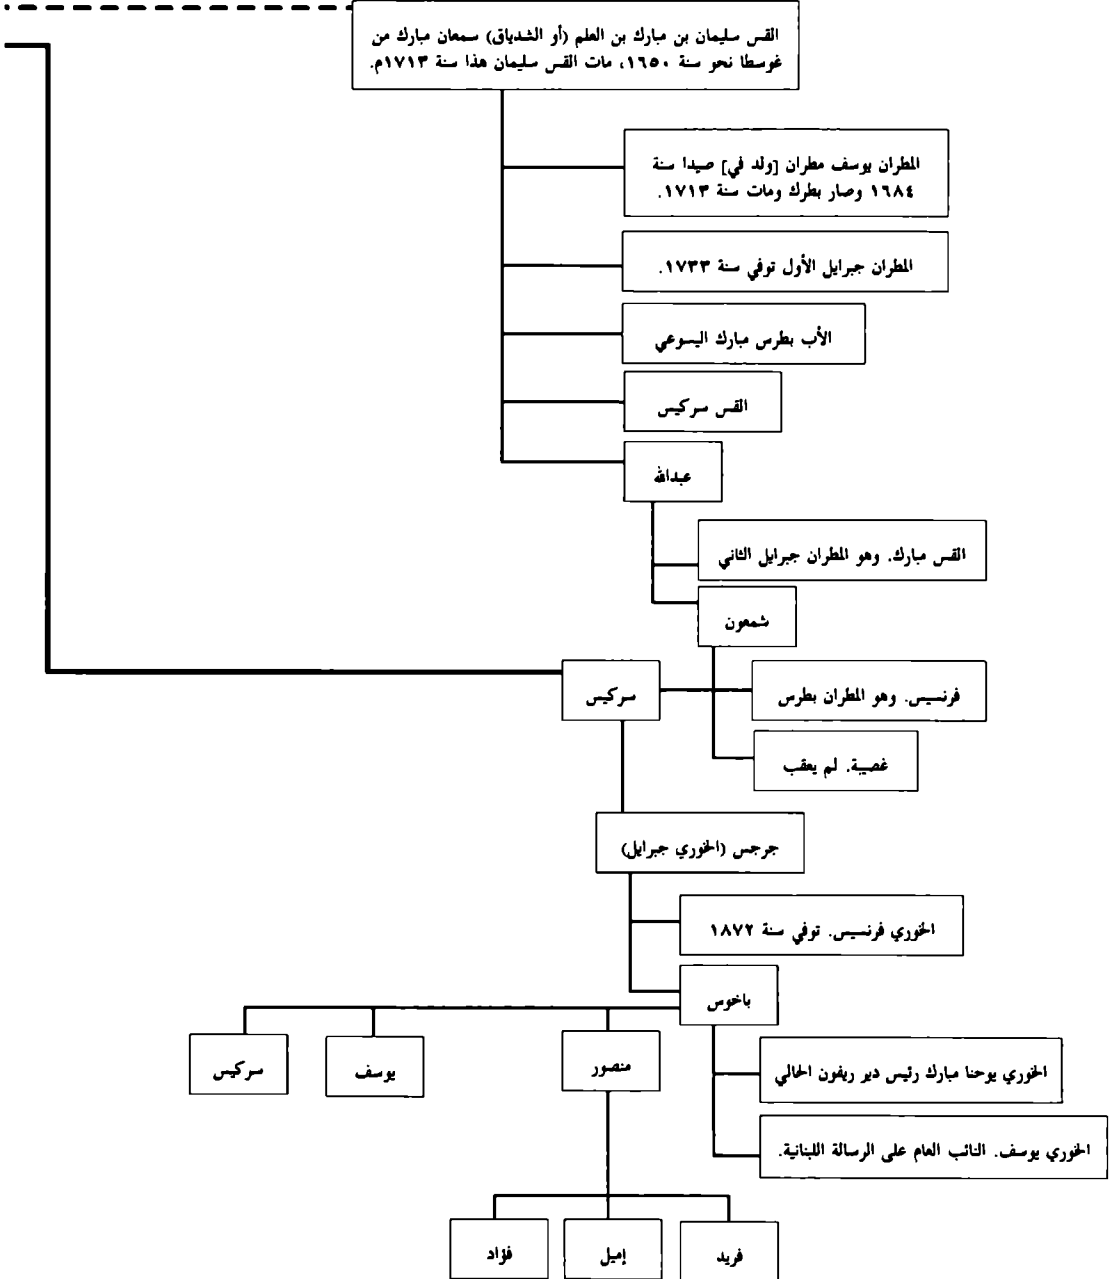 القس سليمان بن مبارك بن العلم (أو الشدياق) سمعان مبارك من
غوسطا نحو سنة ١٦٥٠، مات القس سليمان هذا سنة ١٧١٣م.
المطران يوسف مطران [ولد في] صيدا سنة
١٦٨٤ وصار بطرك ومات سنة ١٧١٣.
المطران جبرايل الأول توفي سنة ١٧٣٣.
الأب بطرس مبارك اليسوعي
القس سركيس
عبدالله
القس مبارك. وهو المطران جبرايل الثاني
شمعون
سركيس
فرنسيس. وهو المطران بطرس
غصيبة. لم يعقب
جرجس (الخوري جبرايل)
الخوري فرنسيس. توفي سنة ١٨٧٢
باخوس
الخوري يوحنا مبارك رئيس دير ريفون الحالي
منصور
يوسف
سركيس
الخوري يوسف. النائب العام على الرسالة اللبنانية.
فريد
إميل
فؤاد